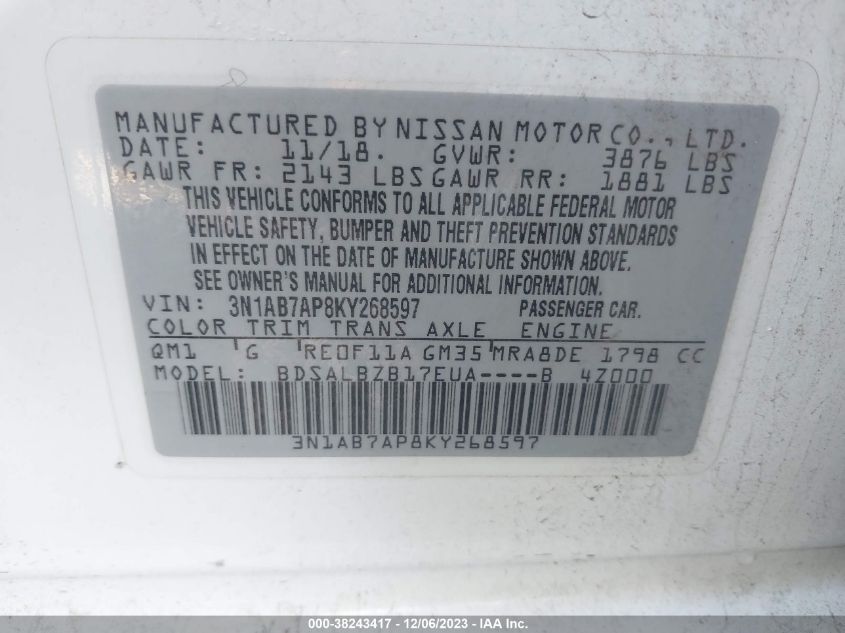 MANUFACTURED BY NISSAN MOTOR CO., LTD.
DATE: 11/18. GVWR: 3876 LBS
GAWR FR: 2143 LBS GAWR RR: 1881 LBS
THIS VEHICLE CONFORMS TO ALL APPLICABLE FEDERAL MOTOR
VEHICLE SAFETY, BUMPER AND THEFT PREVENTION STANDARDS
IN EFFECT ON THE DATE OF MANUFACTURE SHOWN ABOVE.
SEE OWNER'S MANUAL FOR ADDITIONAL INFORMATION.
VIN: 3N1AB7AP8KY268597 PASSENGER CAR.
COLOR TRIM TRANS AXLE ENGINE
QM1 'G 'RE0F11A GM35'MRA8DE 1798 CC
MODEL: BDSALBZB17EUA----B 4Z000
3N1AB7AP8KY268597
000-38243417 - 12/06/2023 - IAA Inc.